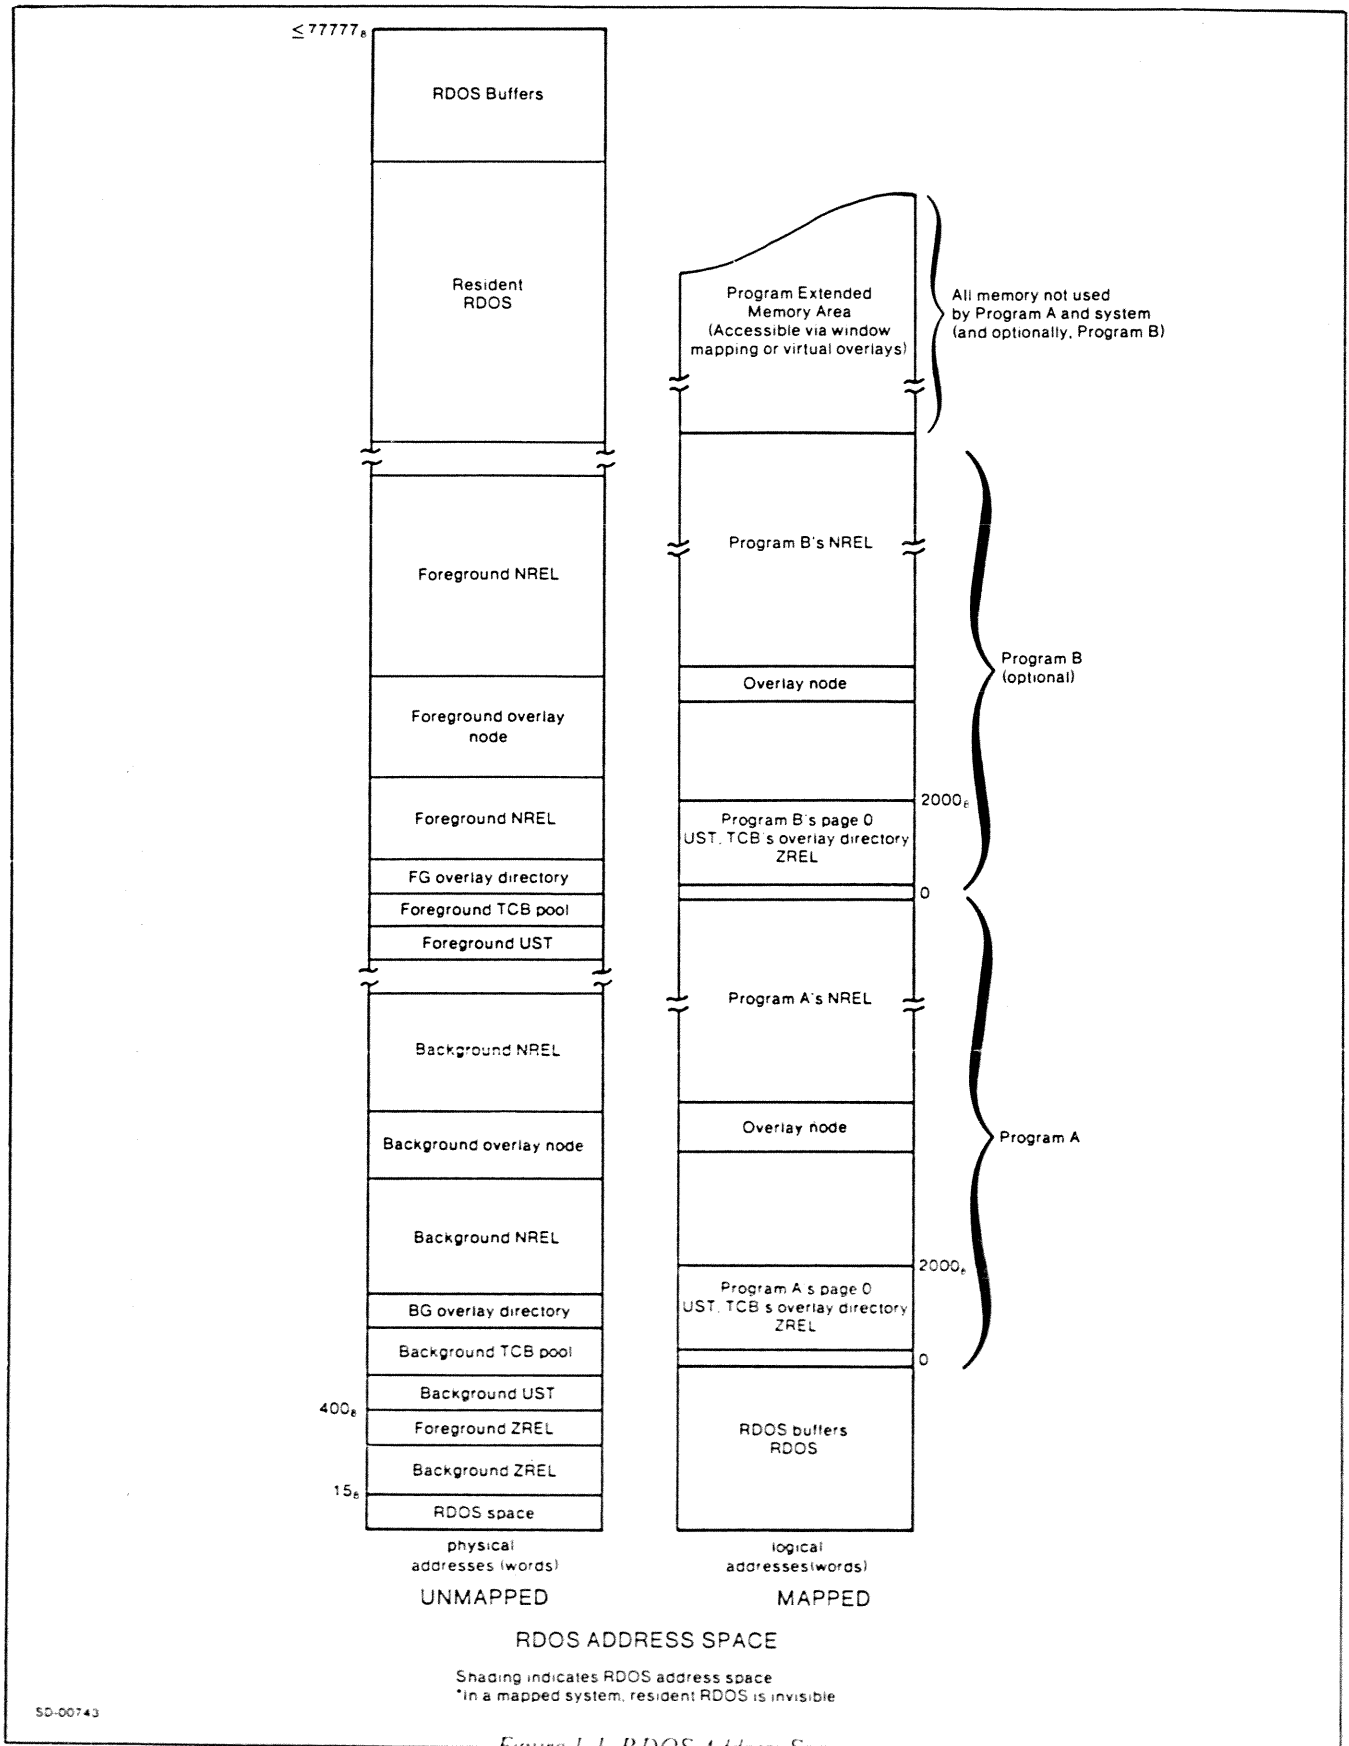 ≤77777₈
RDOS Buffers
Resident
RDOS
Foreground NREL
Foreground overlay
node
Foreground NREL
FG overlay directory
Foreground TCB pool
Foreground UST
Background NREL
Background overlay node
Background NREL
BG overlay directory
Background TCB pool
Background UST
400₈
Foreground ZREL
Background ZREL
15₈
RDOS space
physical
addresses (words)
UNMAPPED
Program Extended
Memory Area
(Accessible via window
mapping or virtual overlays)
All memory not used
by Program A and system
(and optionally, Program B)
Program B's NREL
Overlay node
Program B
(optional)
2000₈
Program B's page 0
UST, TCB's overlay directory
ZREL
0
Program A's NREL
Overlay node
Program A
2000₈
Program A's page 0
UST, TCB s overlay directory
ZREL
0
RDOS buffers
RDOS
logical
addresses(words)
MAPPED
RDOS ADDRESS SPACE
Shading indicates RDOS address space
*In a mapped system, resident RDOS is invisible
SD-00743
Figure 1-1. RDOS Address